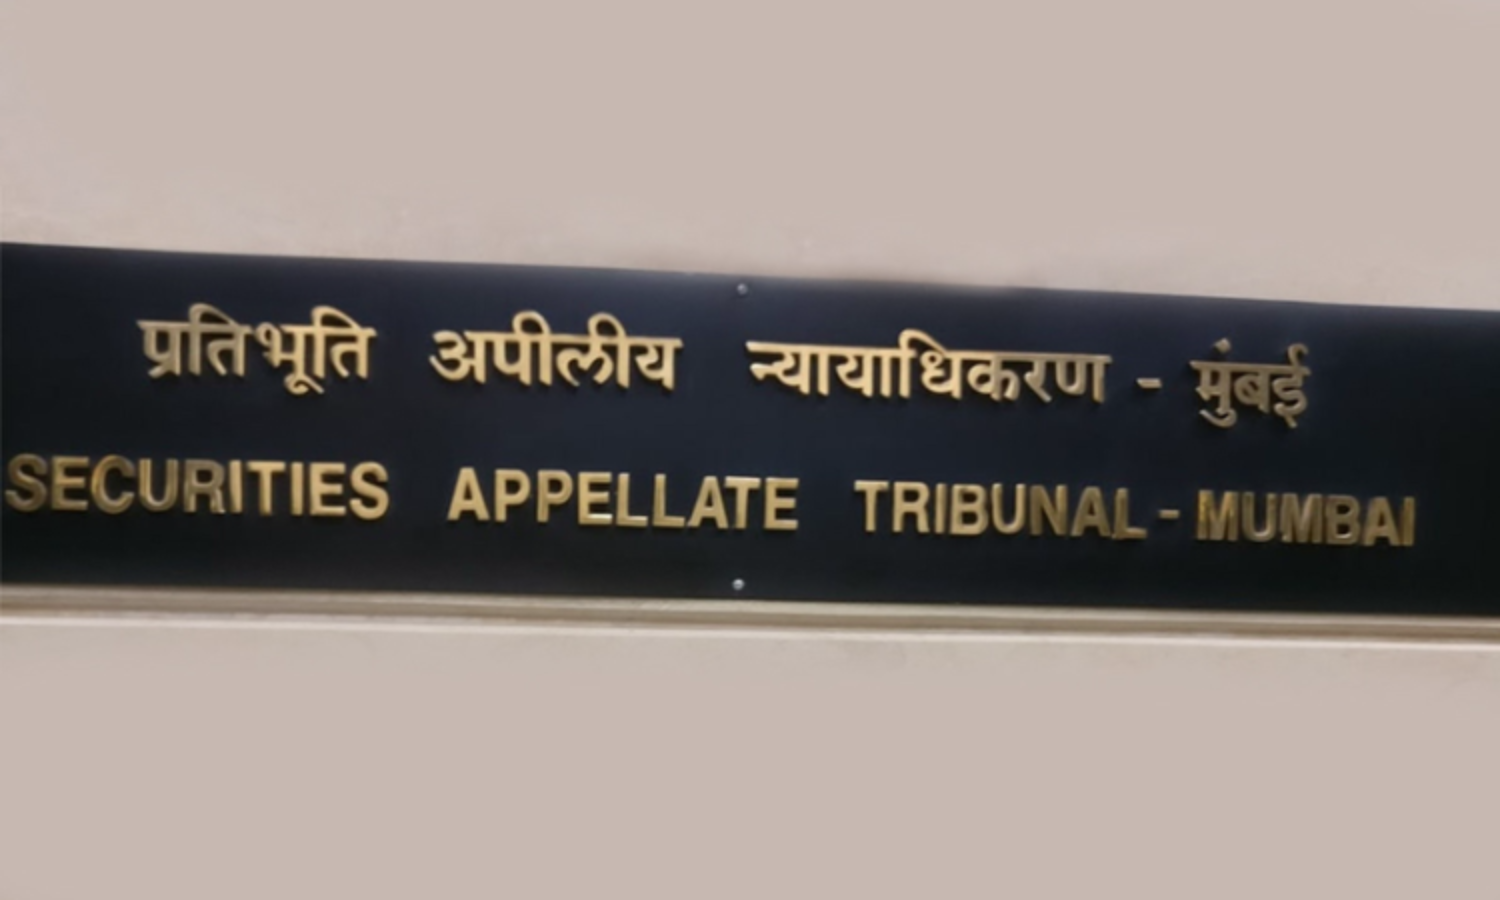 प्रतिभूति अपीलीय न्यायाधिकरण - मुंबई
SECURITIES APPELLATE TRIBUNAL - MUMBAI